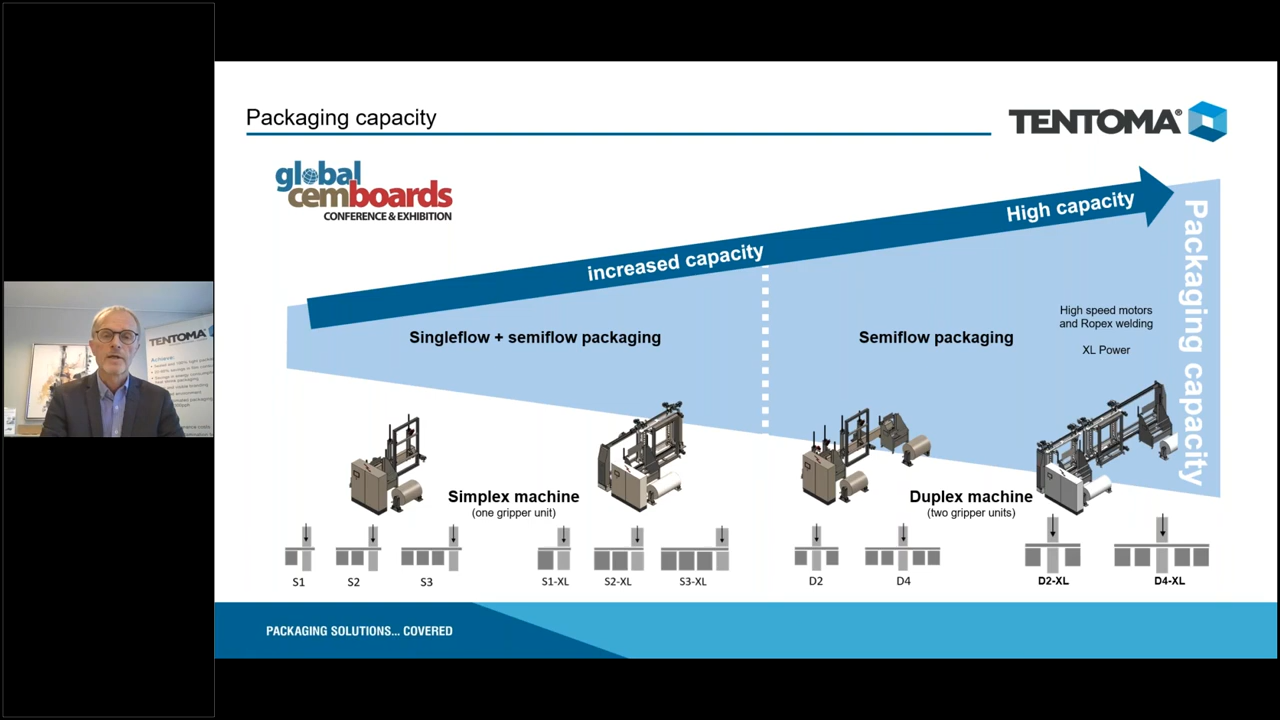 Packaging capacity
TENTOMA®
global
cemboards
CONFERENCE & EXHIBITION
increased capacity
High capacity
Packaging capacity
Singleflow + semiflow packaging
Semiflow packaging
High speed motors
and Ropex welding
XL Power
Simplex machine
(one gripper unit)
Duplex machine
(two gripper units)
S1
S2
S3
S1-XL
S2-XL
S3-XL
D2
D4
D2-XL
D4-XL
PACKAGING SOLUTIONS... COVERED
TENTOMA
Achieve: